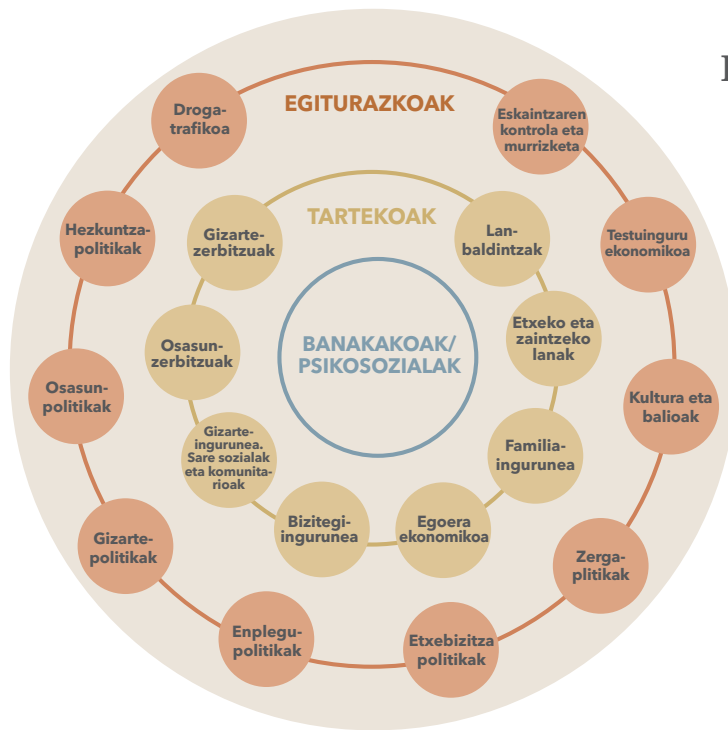 EGITURAZKOAK
Droga-
trafikoa
Eskaintzaren
kontrola eta
murrizketa
Hezkuntza-
politikak
Testuinguru
ekonomikoa
Osasun-
politikak
Kultura eta
balioak
Gizarte-
politikak
Zerga-
plitikak
Enplegu-
politikak
Etxebizitza
politikak
TARTEKOAK
Gizarte-
zerbitzuak
Lan-
baldintzak
Osasun-
zerbitzuak
Etxeko eta
zaintzeko
lanak
Gizarte-
ingurunea.
Sare sozialak
eta komunita-
rioak
Familia-
ingurunea
Bizitegi-
ingurunea
Egoera
ekonomikoa
BANAKAKOAK/
PSIKOSOZIALAK